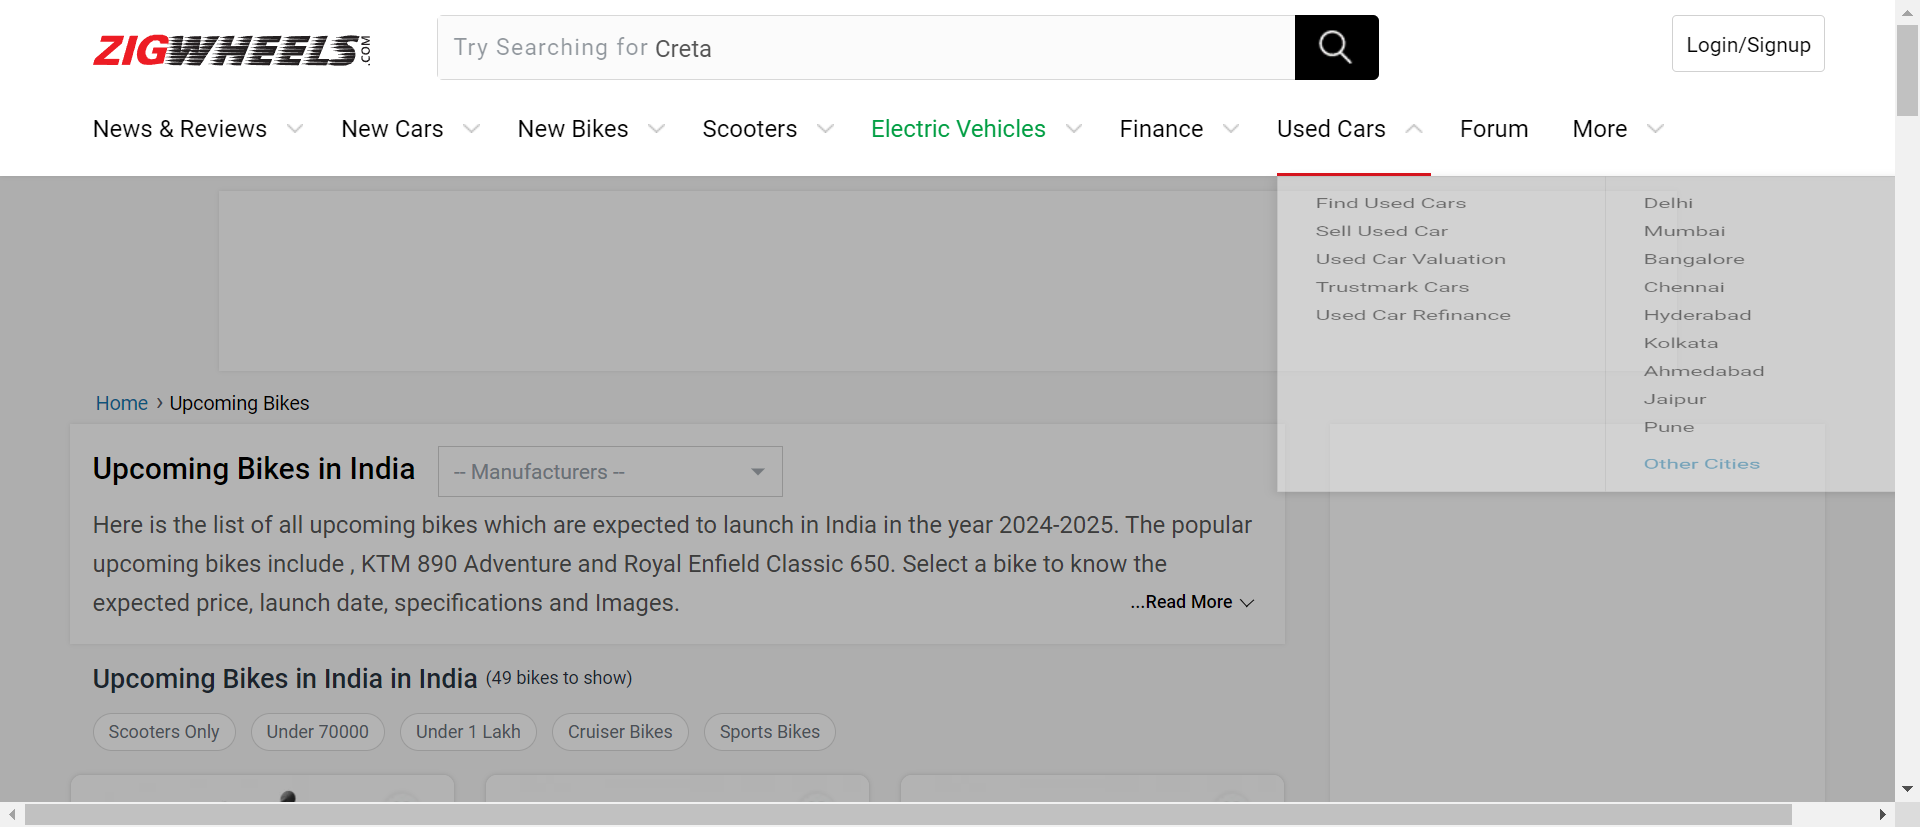 ZIGWHEELS.COM
Try Searching for Creta
Login/Signup
News & Reviews
New Cars
New Bikes
Scooters
Electric Vehicles
Finance
Used Cars
Forum
More
Find Used Cars
Sell Used Car
Used Car Valuation
Trustmark Cars
Used Car Refinance
Delhi
Mumbai
Bangalore
Chennai
Hyderabad
Kolkata
Ahmedabad
Jaipur
Pune
Other Cities
Home › Upcoming Bikes
Upcoming Bikes in India
-- Manufacturers --
Here is the list of all upcoming bikes which are expected to launch in India in the year 2024-2025. The popular
upcoming bikes include , KTM 890 Adventure and Royal Enfield Classic 650. Select a bike to know the
expected price, launch date, specifications and Images.
...Read More
Upcoming Bikes in India in India (49 bikes to show)
Scooters Only
Under 70000
Under 1 Lakh
Cruiser Bikes
Sports Bikes